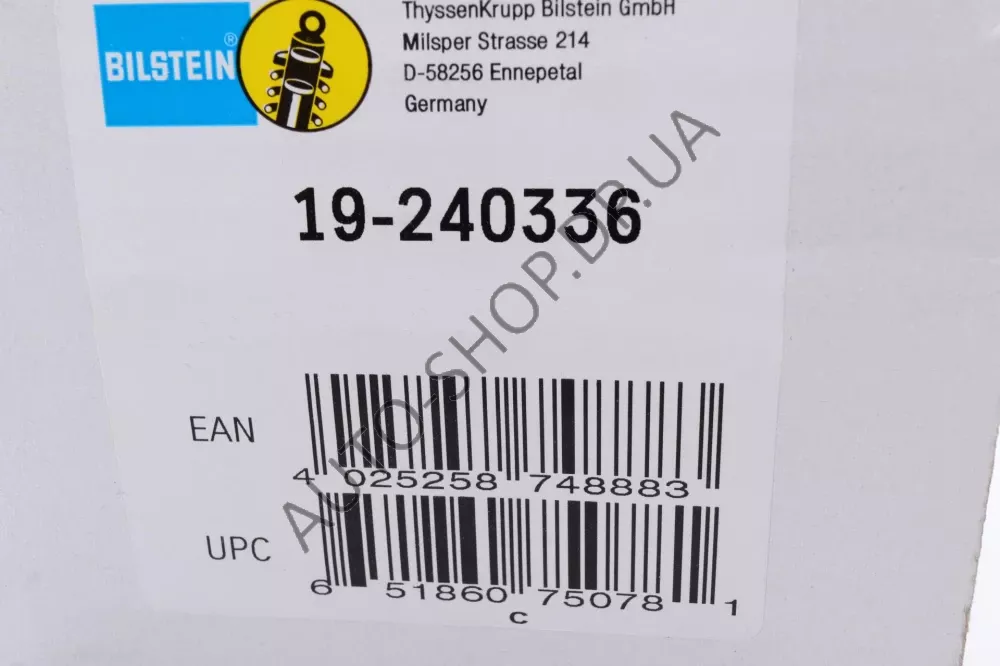 ThyssenKrupp Bilstein GmbH
Milsper Strasse 214
D-58256 Ennepetal
Germany
BILSTEIN®
19-240336
EAN
4 025258 748883
UPC
6 51860 75078 1
C
AUTO-SHOP.DP.UA